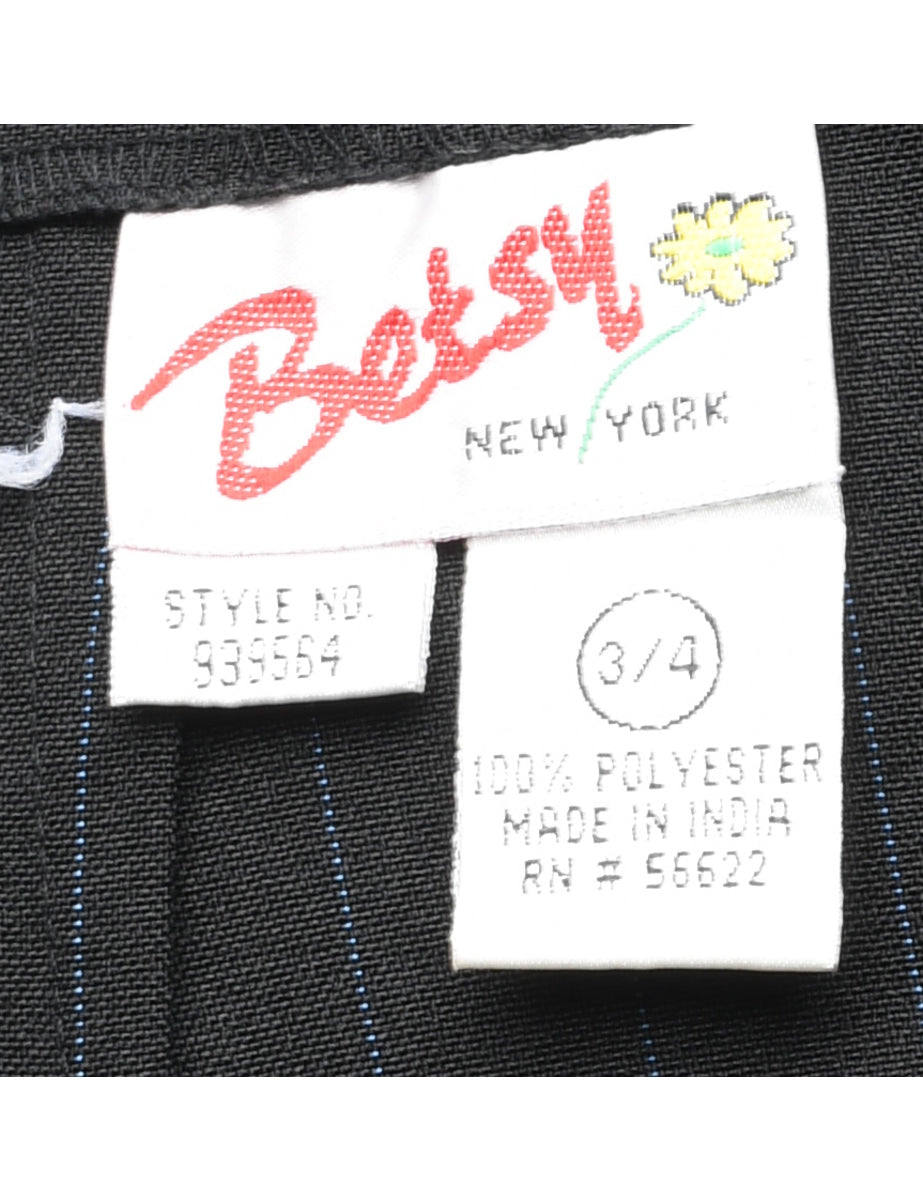 Betsy
NEW YORK
STYLE NO.
939564
3/4
100% POLYESTER
MADE IN INDIA
RN # 56622